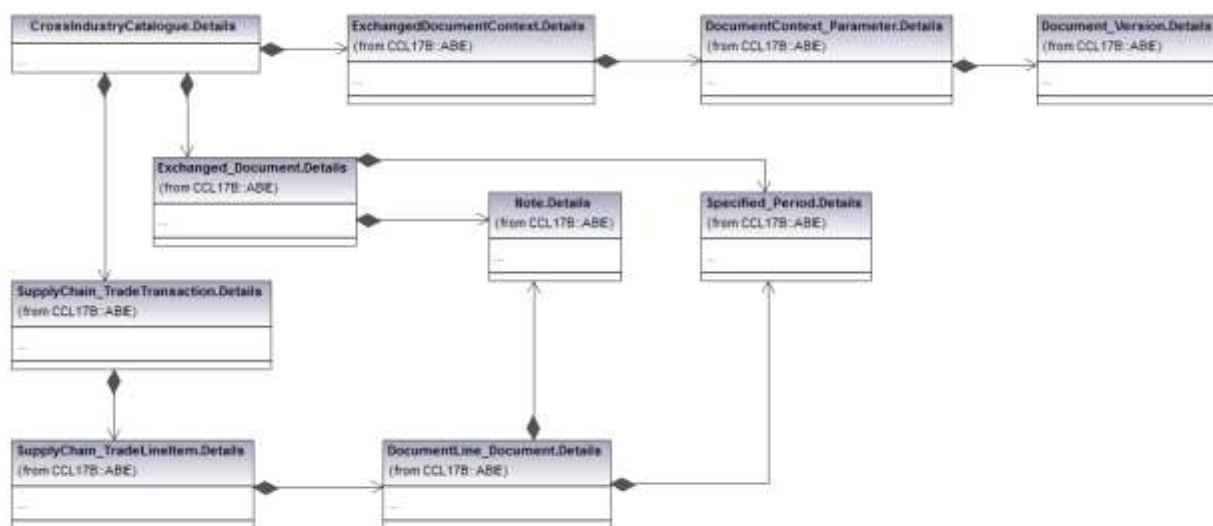 CrossIndustryCatalogue.Details
...
ExchangedDocumentContext.Details
(from CCL17B::ABIE)
...
DocumentContext_Parameter.Details
(from CCL17B::ABIE)
...
Document_Version.Details
(from CCL17B::ABIE)
...
Exchanged_Document.Details
(from CCL17B::ABIE)
...
Note.Details
(from CCL17B::ABIE)
...
Specified_Period.Details
(from CCL17B::ABIE)
...
SupplyChain_TradeTransaction.Details
(from CCL17B::ABIE)
...
SupplyChain_TradeLineItem.Details
(from CCL17B::ABIE)
...
DocumentLine_Document.Details
(from CCL17B::ABIE)
...